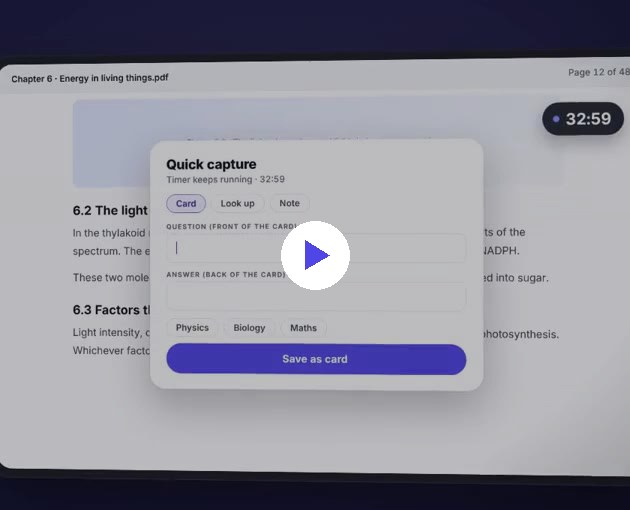 Chapter 6 - Energy in living things.pdf
Page 12 of 48
32:59
Quick capture
Timer keeps running · 32:59
Card Look up Note
QUESTION (FRONT OF THE CARD)
6.2 The light
In the thylakoid ts of the
spectrum. The e NADPH.
ANSWER (BACK OF THE CARD)
These two mole ed into sugar.
6.3 Factors th
Physics Biology Maths
Light intensity, photosynthesis.
Whichever facto
Save as card